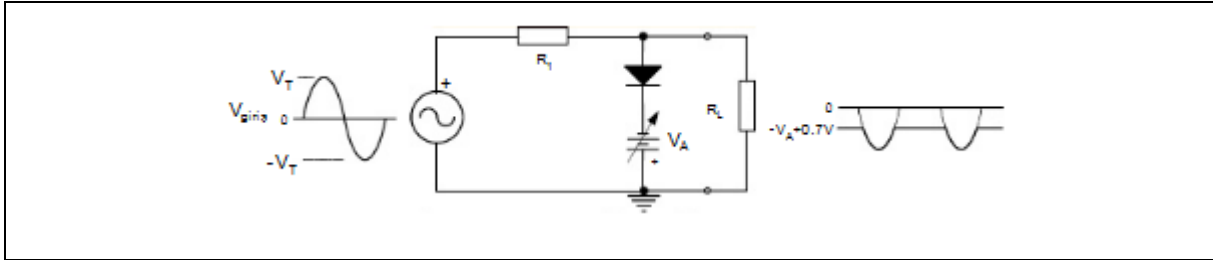 V_T
V_giriş 0
-V_T
+
R_1
V_A
+
R_L
0
-V_A+0.7V